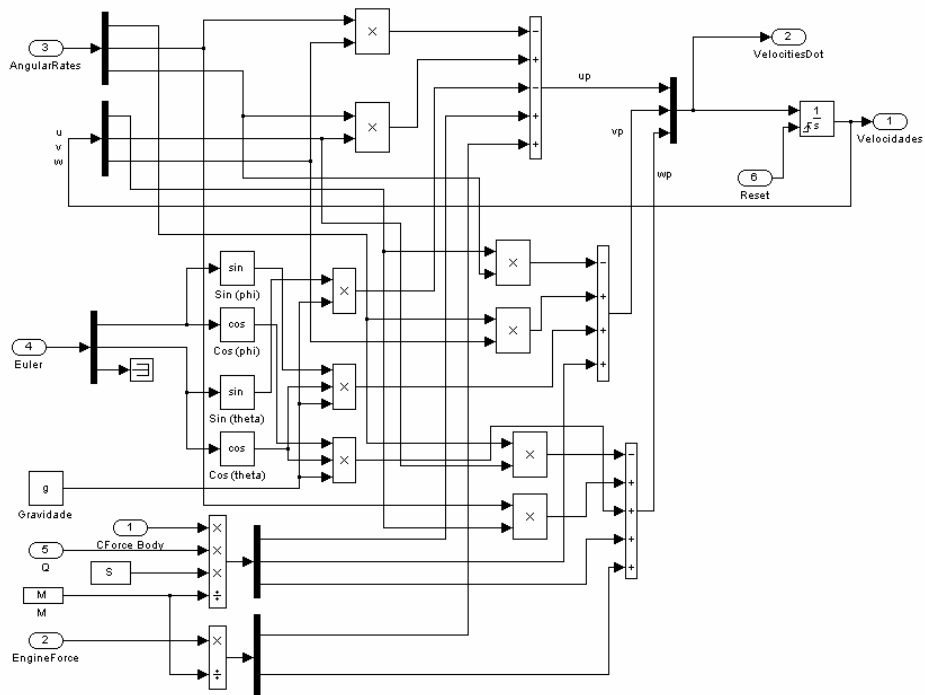 3
AngularRates
×
−
+
−
+
+
up
2
VelocitiesDot
×
u
v
w
vp
1
s
1
Velocidades
wp
6
Reset
sin
Sin (phi)
×
×
−
+
+
+
cos
Cos (phi)
×
4
Euler
sin
Sin (theta)
×
cos
Cos (theta)
×
×
−
+
+
+
+
g
Gravidade
×
1
CForce Body
×
×
×
÷
5
Q
S
M
M
2
EngineForce
×
÷